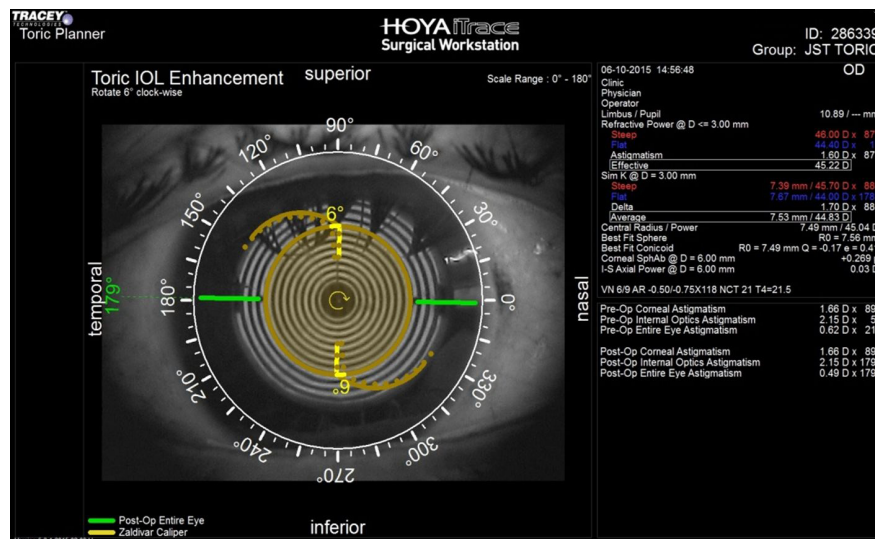 TRACEY
TECHNOLOGIES
Toric Planner
HOYA iTrace
Surgical Workstation
ID: 286339
Group: JST TORIC
Toric IOL Enhancement
Rotate 6° clock-wise
superior
Scale Range : 0° - 180°
90°
120°
60°
150°
30°
6°
temporal
179°
180°
0°
nasal
6°
210°
330°
240°
300°
270°
Post-Op Entire Eye
Zaldivar Caliper
inferior
06-10-2015 14:56:48 OD
Clinic
Physician
Operator
Limbus / Pupil 10.89 / --- mm
Refractive Power @ D <= 3.00 mm
Steep 46.00 D x 87
Flat 44.40 D x 1
Astigmatism 1.60 D x 87
Effective 45.22 D
Sim K @ D = 3.00 mm
Steep 7.39 mm / 45.70 D x 88
Flat 7.67 mm / 44.00 D x 178
Delta 1.70 D x 88
Average 7.53 mm / 44.83 D
Central Radius / Power 7.49 mm / 45.04 D
Best Fit Sphere R0 = 7.56 mm
Best Fit Conicoid R0 = 7.49 mm Q = -0.17 e = 0.4
Corneal SphAb @ D = 6.00 mm +0.269
I-S Axial Power @ D = 6.00 mm 0.03 D
VN 6/9 AR -0.50/-0.75X118 NCT 21 T4=21.5
Pre-Op Corneal Astigmatism 1.66 D x 89
Pre-Op Internal Optics Astigmatism 2.15 D x 5
Pre-Op Entire Eye Astigmatism 0.62 D x 21
Post-Op Corneal Astigmatism 1.66 D x 89
Post-Op Internal Optics Astigmatism 2.15 D x 179
Post-Op Entire Eye Astigmatism 0.49 D x 179